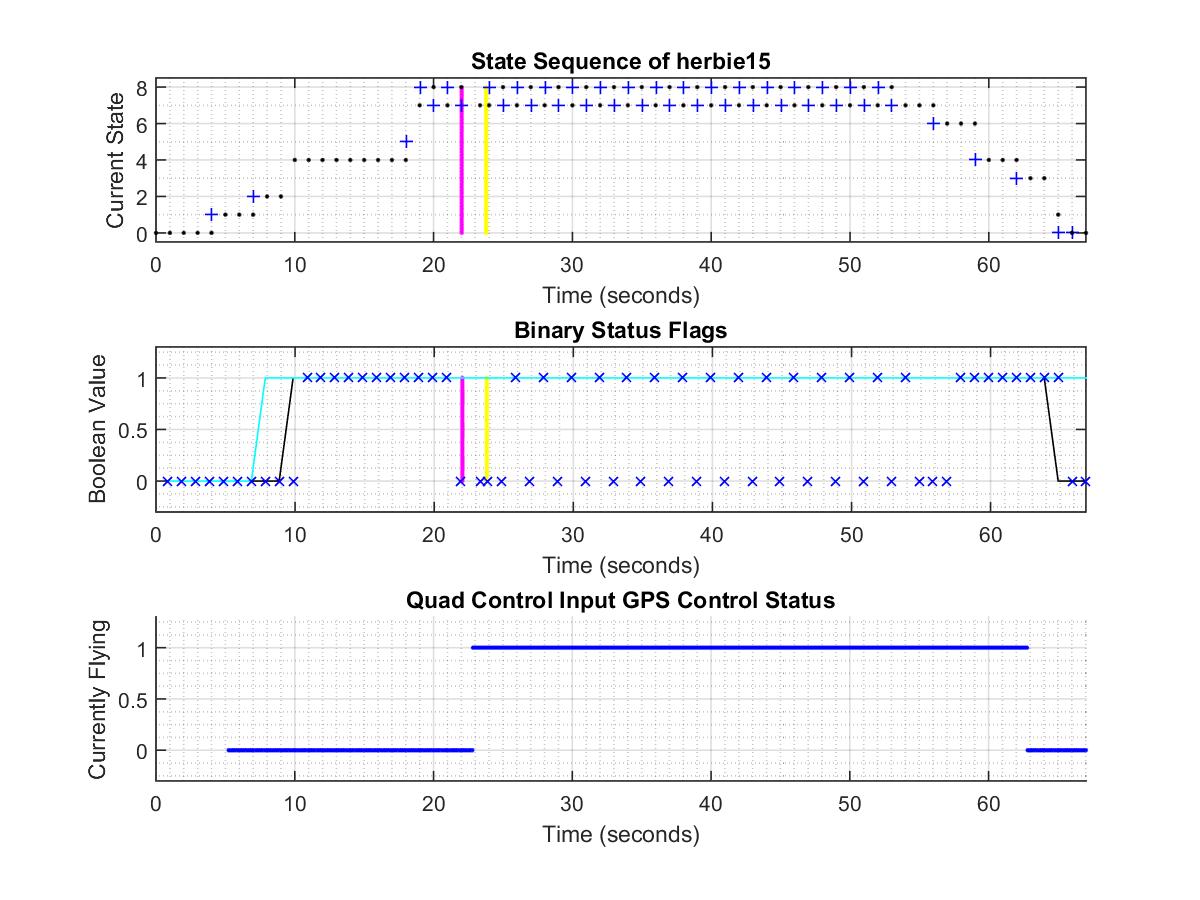 State Sequence of herbie15
Current State
8
6
4
2
0
0 10 20 30 40 50 60
Time (seconds)
Binary Status Flags
Boolean Value
1
0.5
0
0 10 20 30 40 50 60
Time (seconds)
Quad Control Input GPS Control Status
Currently Flying
1
0.5
0
0 10 20 30 40 50 60
Time (seconds)